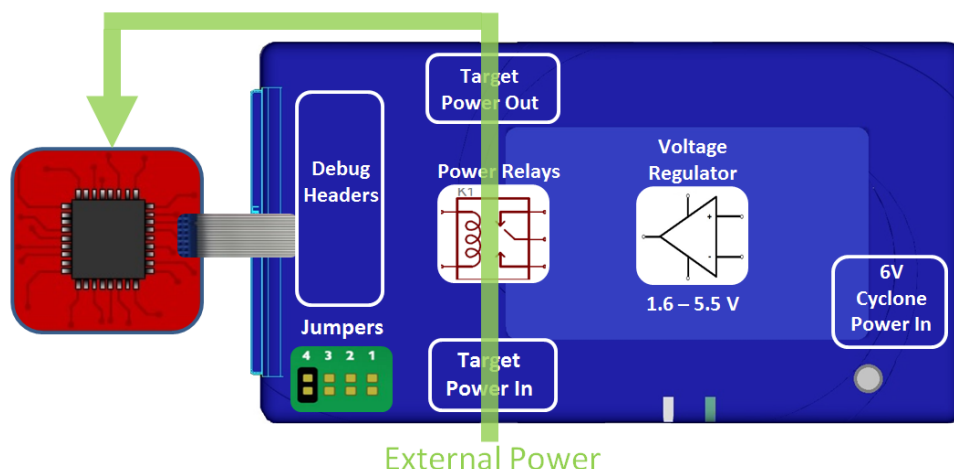 Target
Power Out
Debug
Headers
Power Relays
K1
Voltage
Regulator
+
-
1.6 – 5.5 V
6V
Cyclone
Power In
Jumpers
4 3 2 1
Target
Power In
External Power